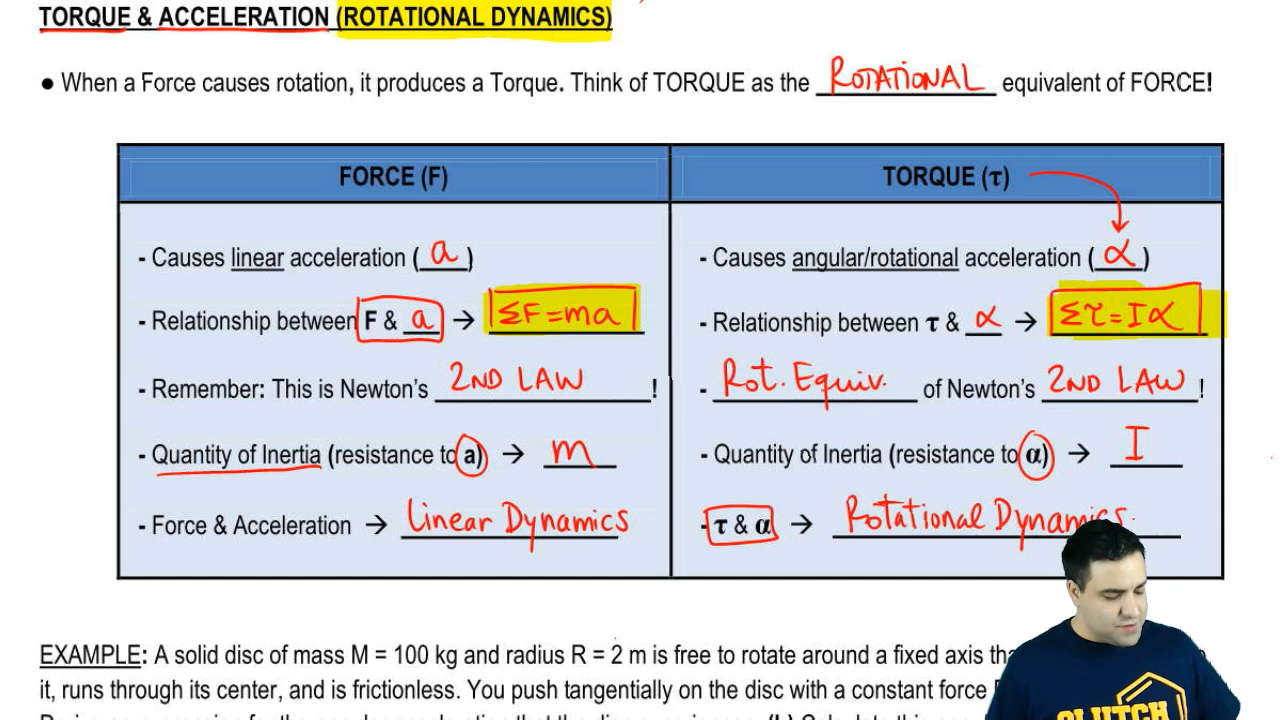 TORQUE & ACCELERATION (ROTATIONAL DYNAMICS)
● When a Force causes rotation, it produces a Torque. Think of TORQUE as the ROTATIONAL equivalent of FORCE!
FORCE (F)
- Causes linear acceleration (a)
- Relationship between F & a → ΣF=ma
- Remember: This is Newton's 2ND LAW !
- Quantity of Inertia (resistance to a) → m
- Force & Acceleration → Linear Dynamics
TORQUE (τ)
- Causes angular/rotational acceleration (α)
- Relationship between τ & α → Στ=Iα
- Rot. Equiv. of Newton's 2ND LAW !
- Quantity of Inertia (resistance to α) → I
- τ & α → Rotational Dynamics.
EXAMPLE: A solid disc of mass M = 100 kg and radius R = 2 m is free to rotate around a fixed axis
it, runs through its center, and is frictionless. You push tangentially on the disc with a constant force
CLUTCH